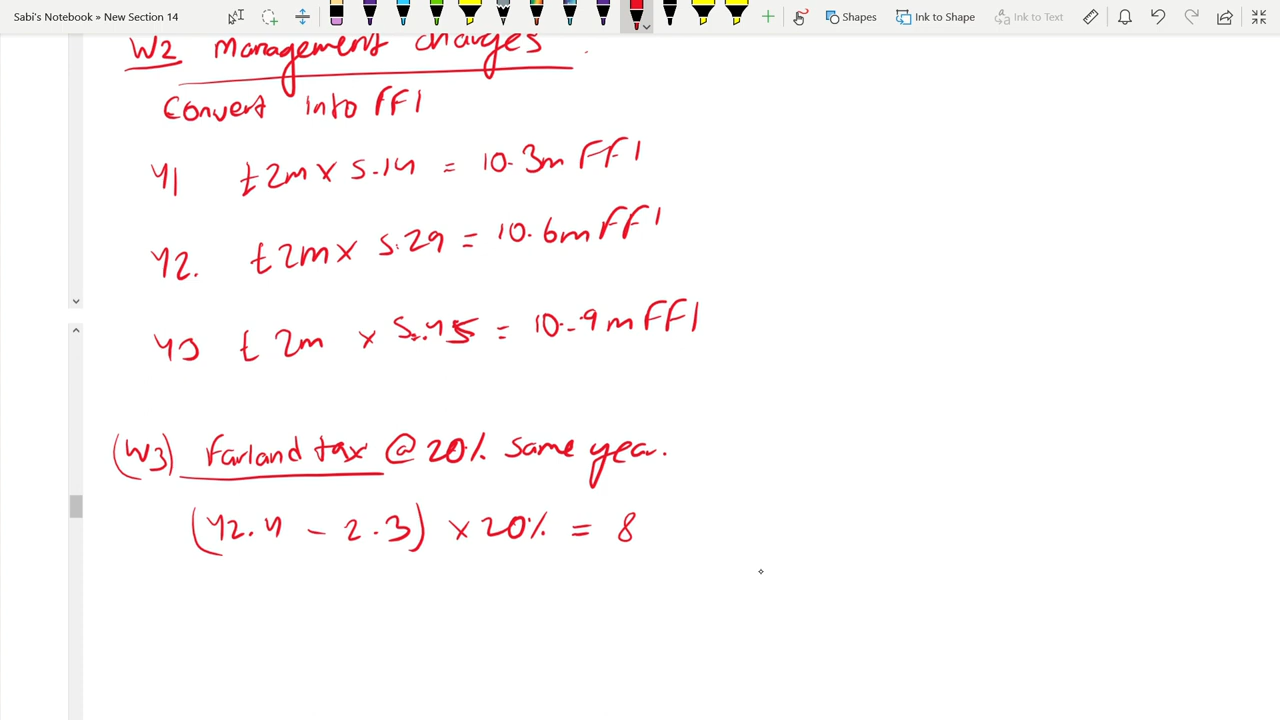 Sabi's Notebook » New Section 14
Shapes
Ink to Shape
Ink to Text
W2 Management charges
Convert into FF1
Y1 £2m x 5.14 = 10.3m FF1
Y2. £2m x 5.29 = 10.6m FF1
Y3 £2m x 5.45 = 10.9m FF1
(W3) Farland tax @ 20% same year.
(42.4 - 2.3) x 20% = 8